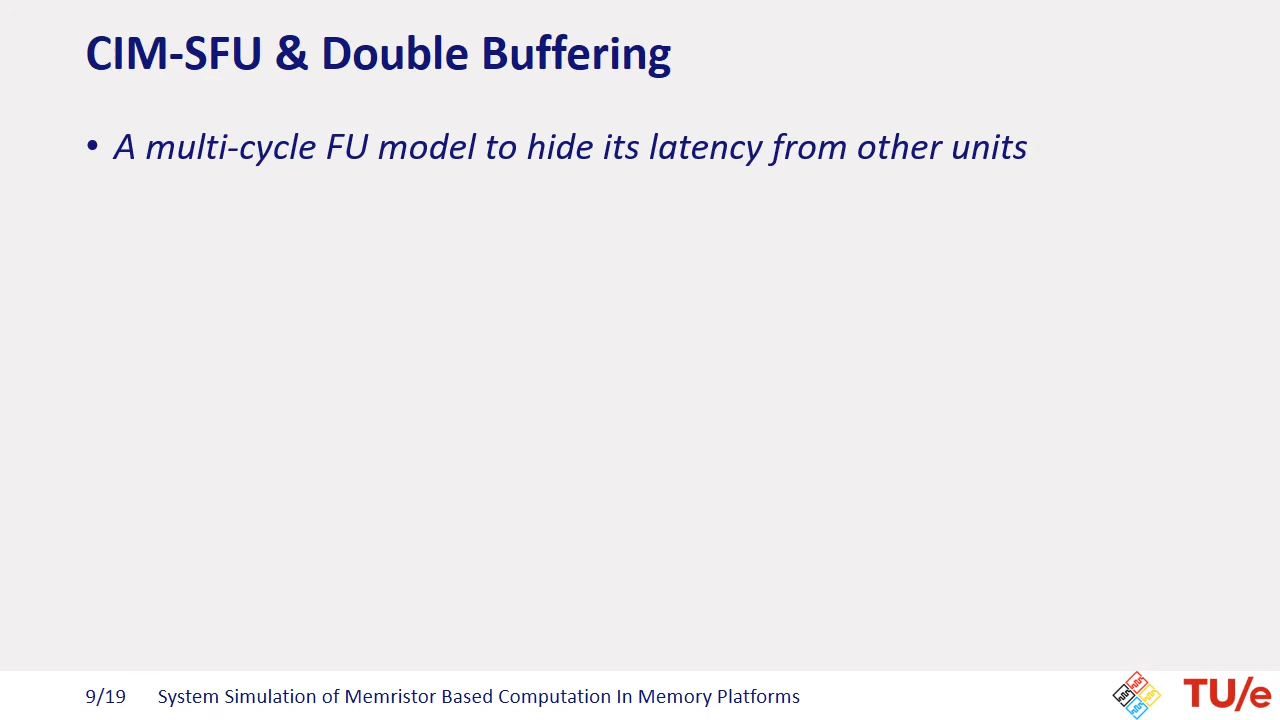 CIM-SFU & Double Buffering
• A multi-cycle FU model to hide its latency from other units
9/19 System Simulation of Memristor Based Computation In Memory Platforms
TU/e